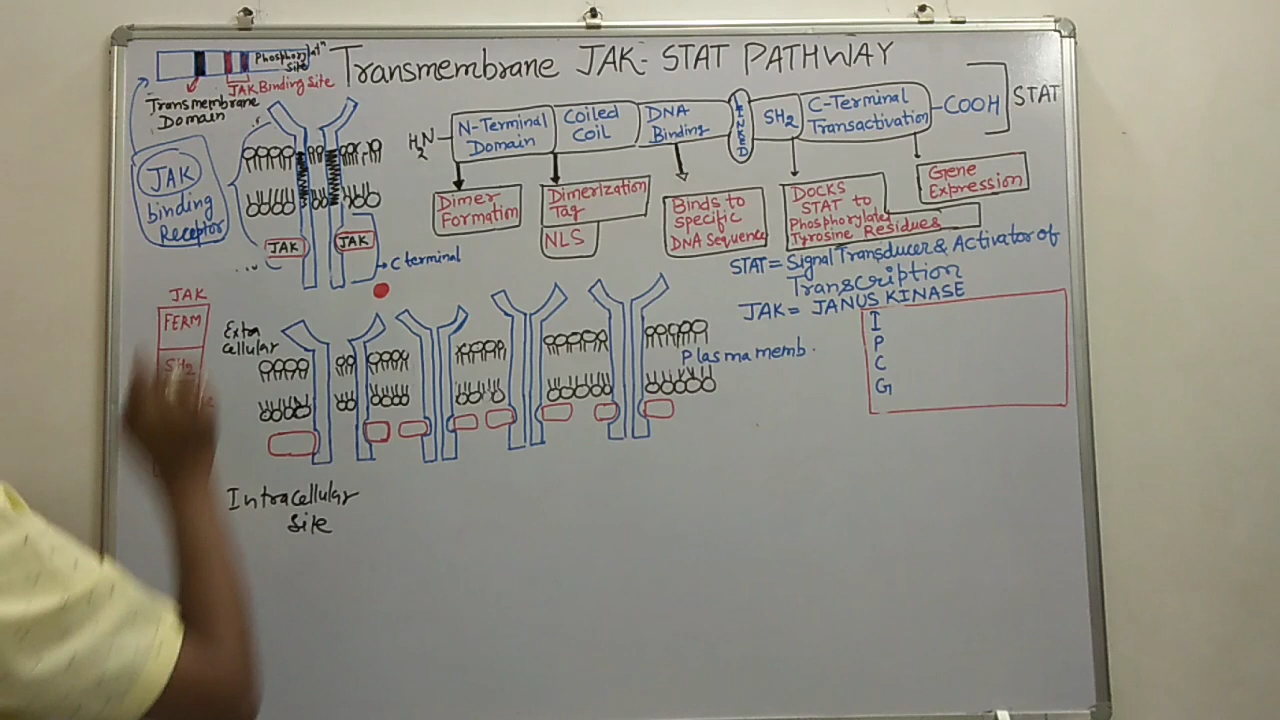 Transmembrane JAK-STAT PATHWAY
Phosphorylatⁿ
Site
JAK Binding Site
Transmembrane
Domain
JAK
binding
Receptor
JAK
JAK
C terminal
H₂N
N-Terminal
Domain
Coiled
Coil
DNA
Binding
LINKED
SH₂
C-Terminal
Transactivation
COOH
STAT
Dimer
Formation
Dimerization
Tag
NLS
Binds to
specific
DNA Sequence
DOCKS
STAT to
Phosphorylated
Tyrosine Residues
Gene
Expression
STAT = Signal Transducer & Activator of
Transcription
JAK = JANUS KINASE
I
P
C
G
JAK
FERM
SH₂
Extra
Cellular
Plasma memb.
Intracellular
Site